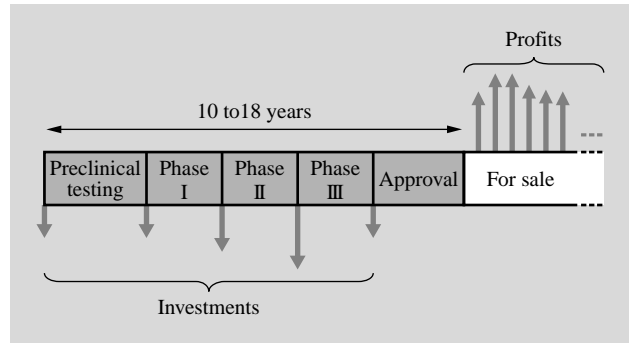 Profits
10 to18 years
Preclinical
testing
Phase
Ⅰ
Phase
Ⅱ
Phase
Ⅲ
Approval
For sale
Investments